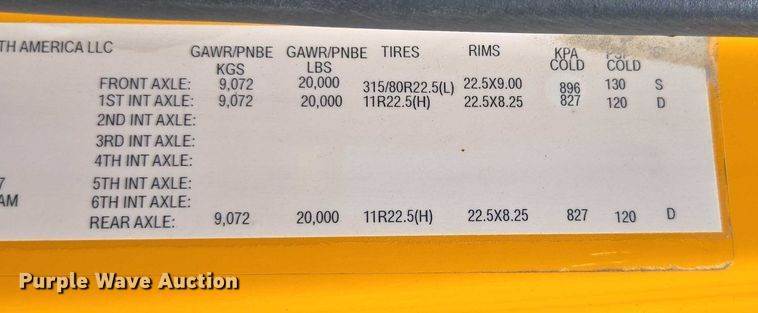 TH AMERICA LLC
GAWR/PNBE KGS GAWR/PNBE LBS TIRES RIMS KPA COLD COLD
FRONT AXLE: 9,072 20,000 315/80R22.5(L) 22.5X9.00 896 130 S
1ST INT AXLE: 9,072 20,000 11R22.5(H) 22.5X8.25 827 120 D
2ND INT AXLE:
3RD INT AXLE:
4TH INT AXLE:
7 5TH INT AXLE:
AM 6TH INT AXLE:
REAR AXLE: 9,072 20,000 11R22.5(H) 22.5X8.25 827 120 D
Purple Wave Auction